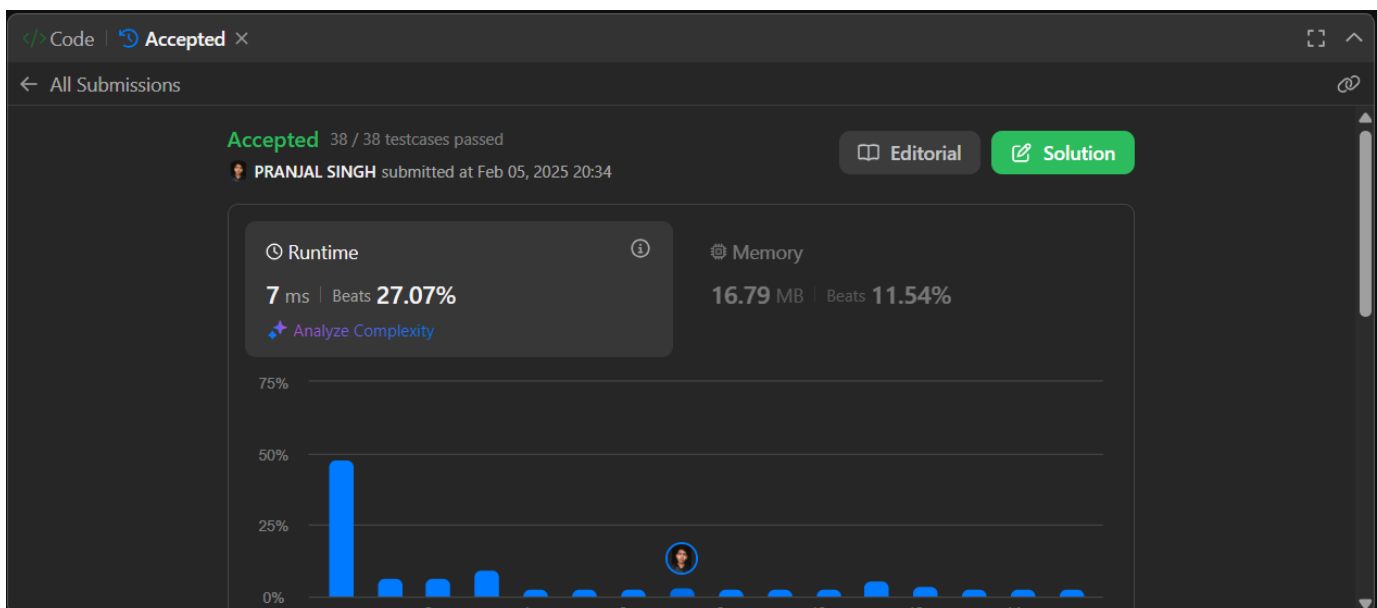 Code Accepted
All Submissions
Accepted 38 / 38 testcases passed
PRANJAL SINGH submitted at Feb 05, 2025 20:34
Editorial Solution
Runtime
7 ms Beats 27.07%
Analyze Complexity
Memory
16.79 MB Beats 11.54%
75%
50%
25%
0%